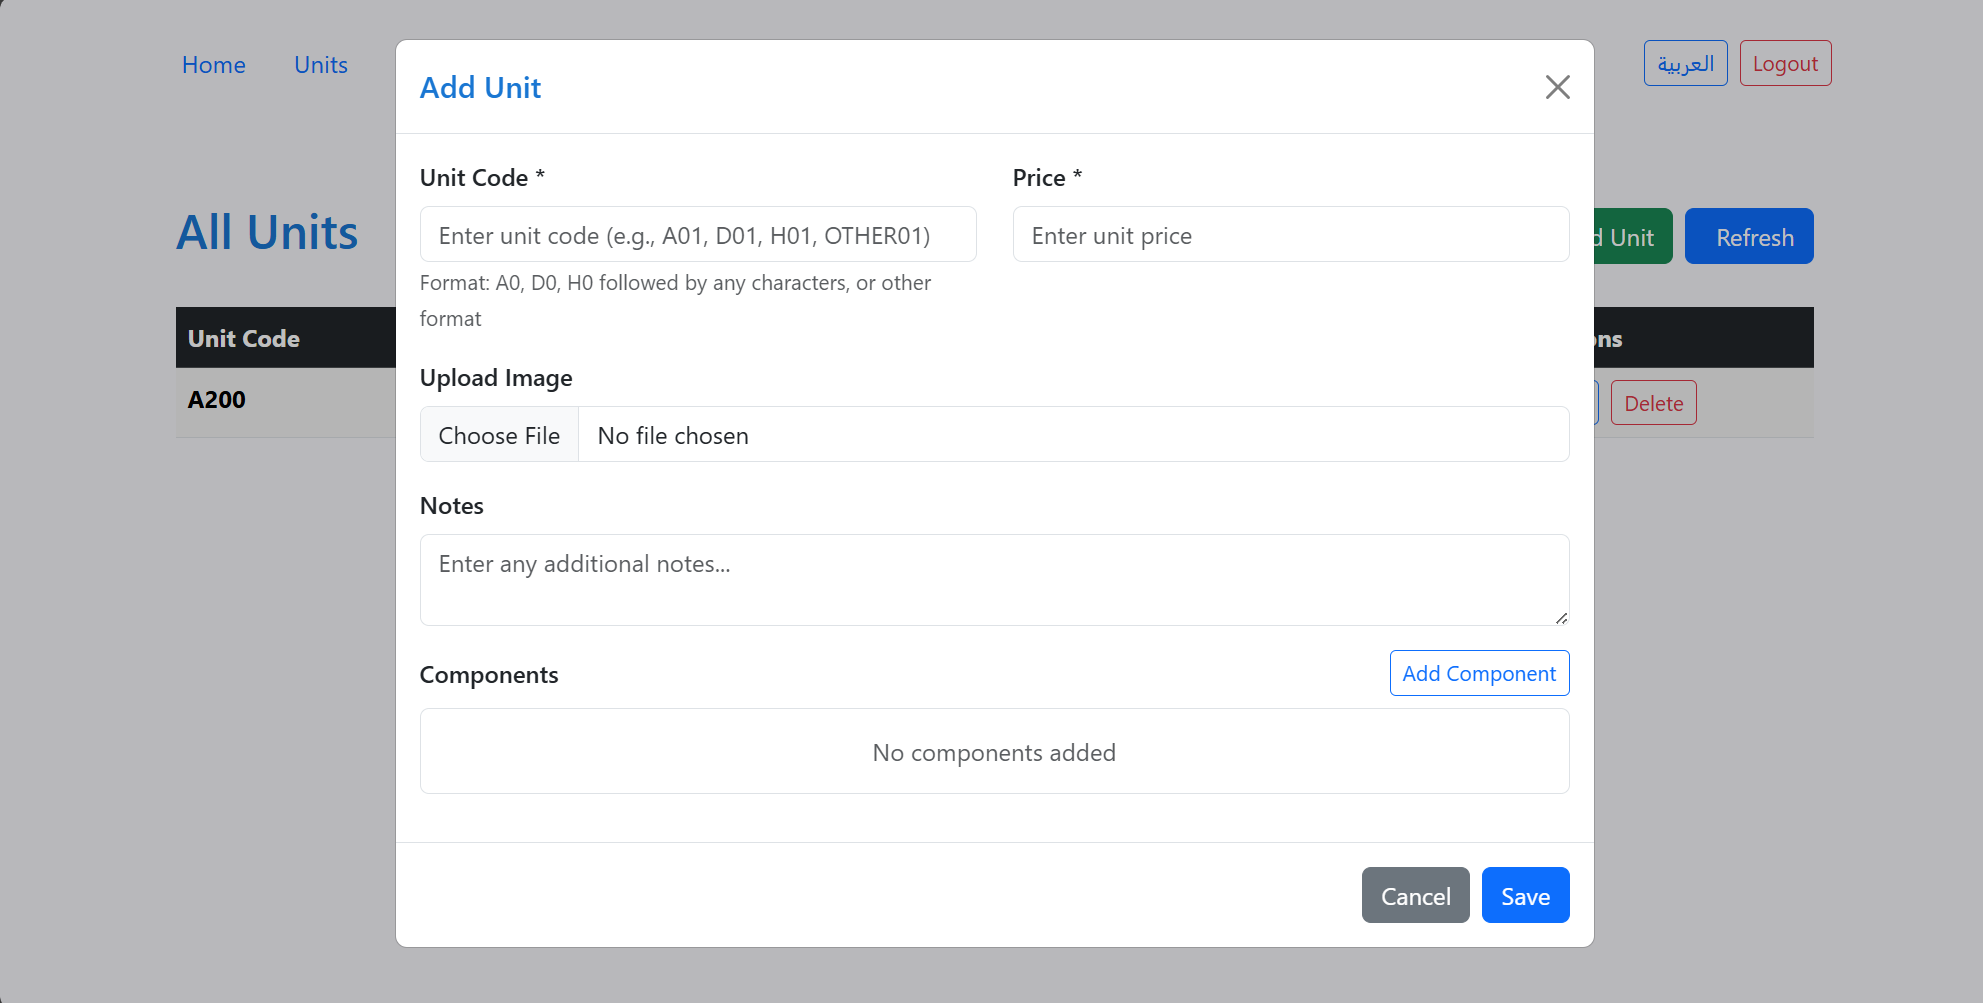 Home Units العربية Logout
Add Unit
Unit Code * Price *
Enter unit code (e.g., A01, D01, H01, OTHER01) Enter unit price
Format: A0, D0, H0 followed by any characters, or other
format
Upload Image
Choose File No file chosen
Notes
Enter any additional notes...
Components Add Component
No components added
Cancel Save
All Units Unit Refresh
Unit Code
A200 Delete